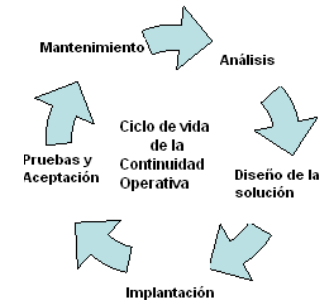 Mantenimiento
Análisis
Ciclo de vida
de la
Continuidad
Operativa
Pruebas y
Aceptación
Diseño de la
solución
Implantación